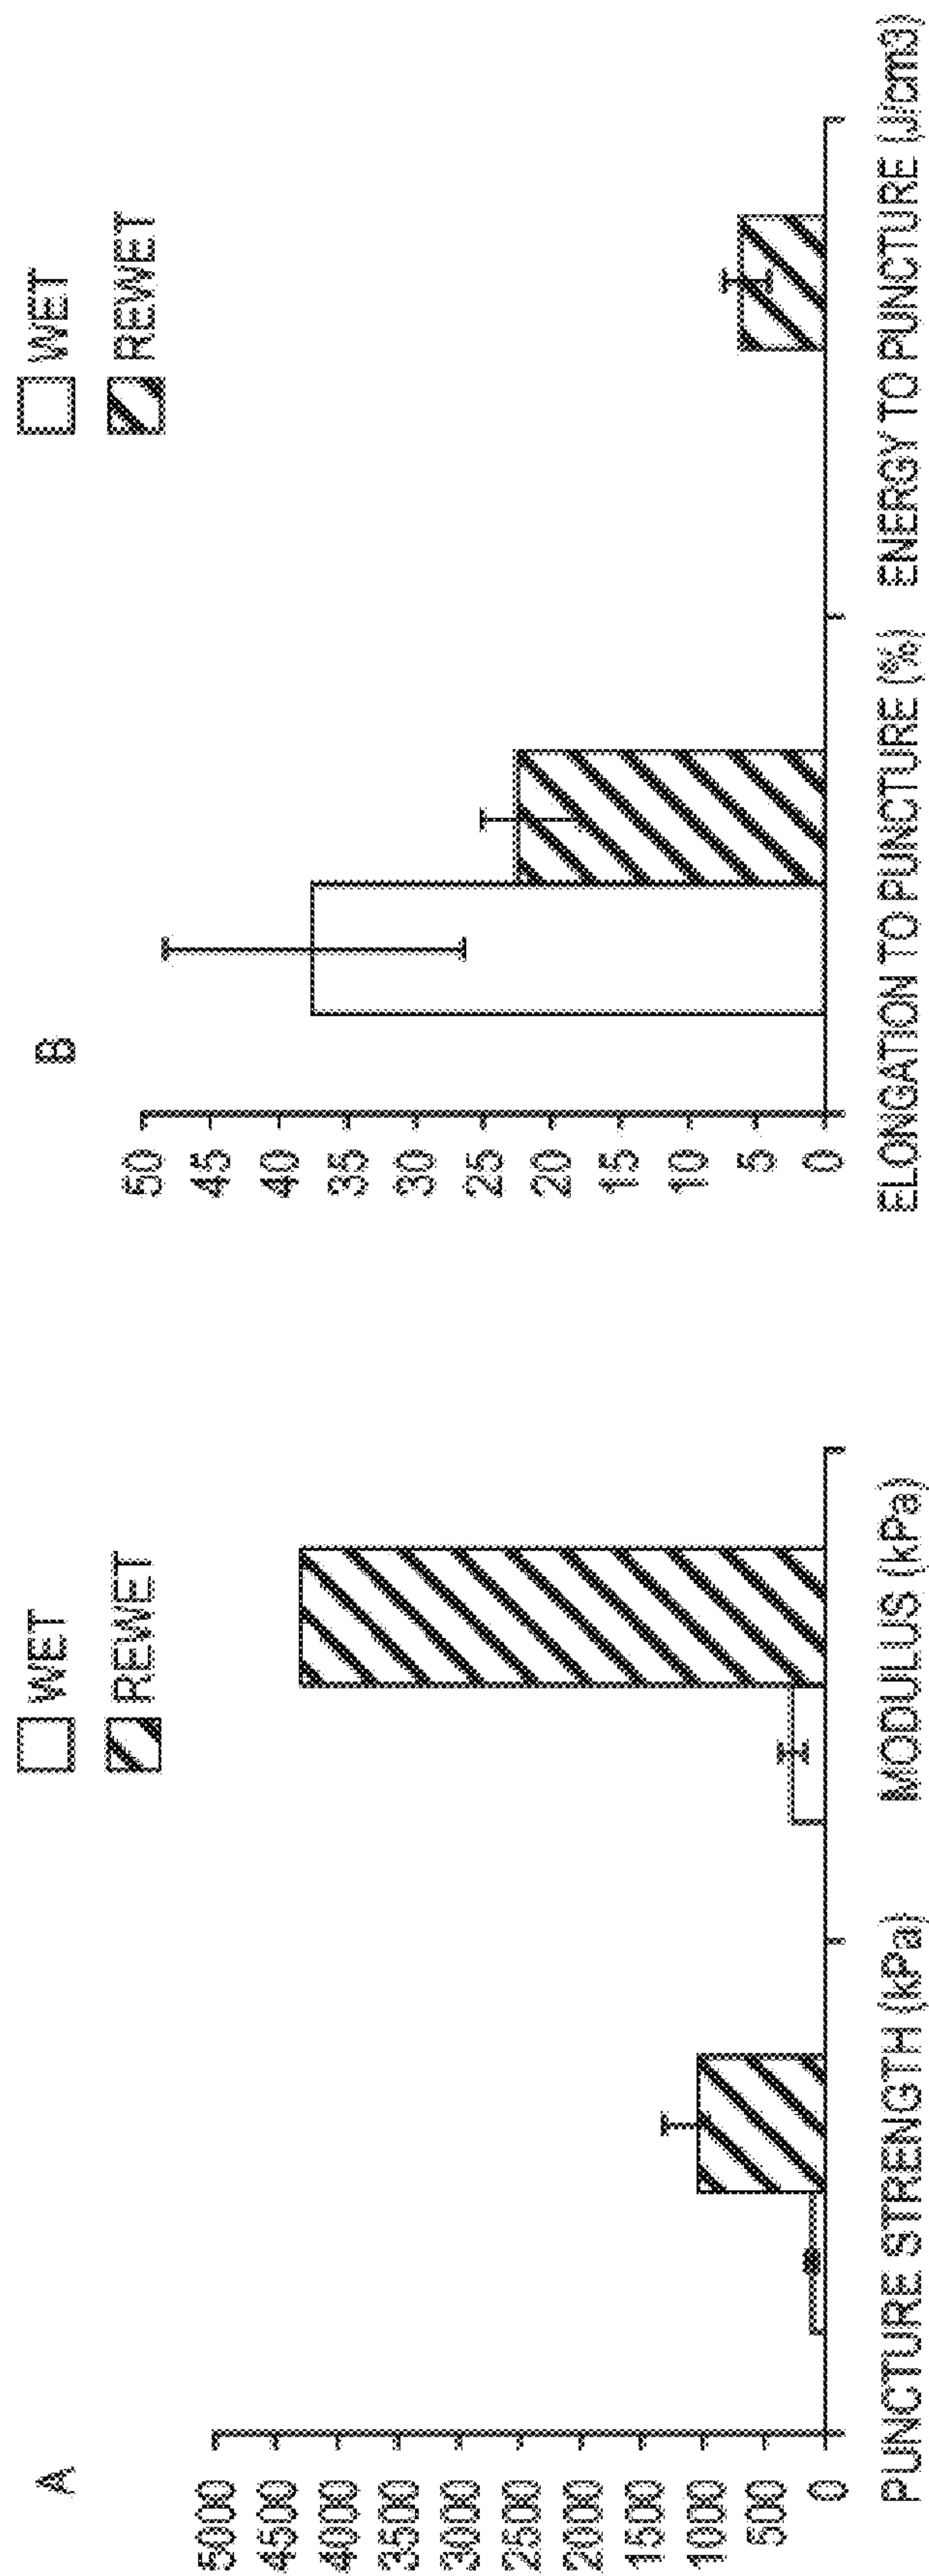 A
WET
REWET
5000
4500
4000
3500
3000
2500
2000
1500
1000
500
0
PUNCTURE STRENGTH (kPa) MODULUS (kPa)
B
WET
REWET
50
45
40
35
30
25
20
15
10
5
0
ELONGATION TO PUNCTURE (%) ENERGY TO PUNCTURE (J/cm3)